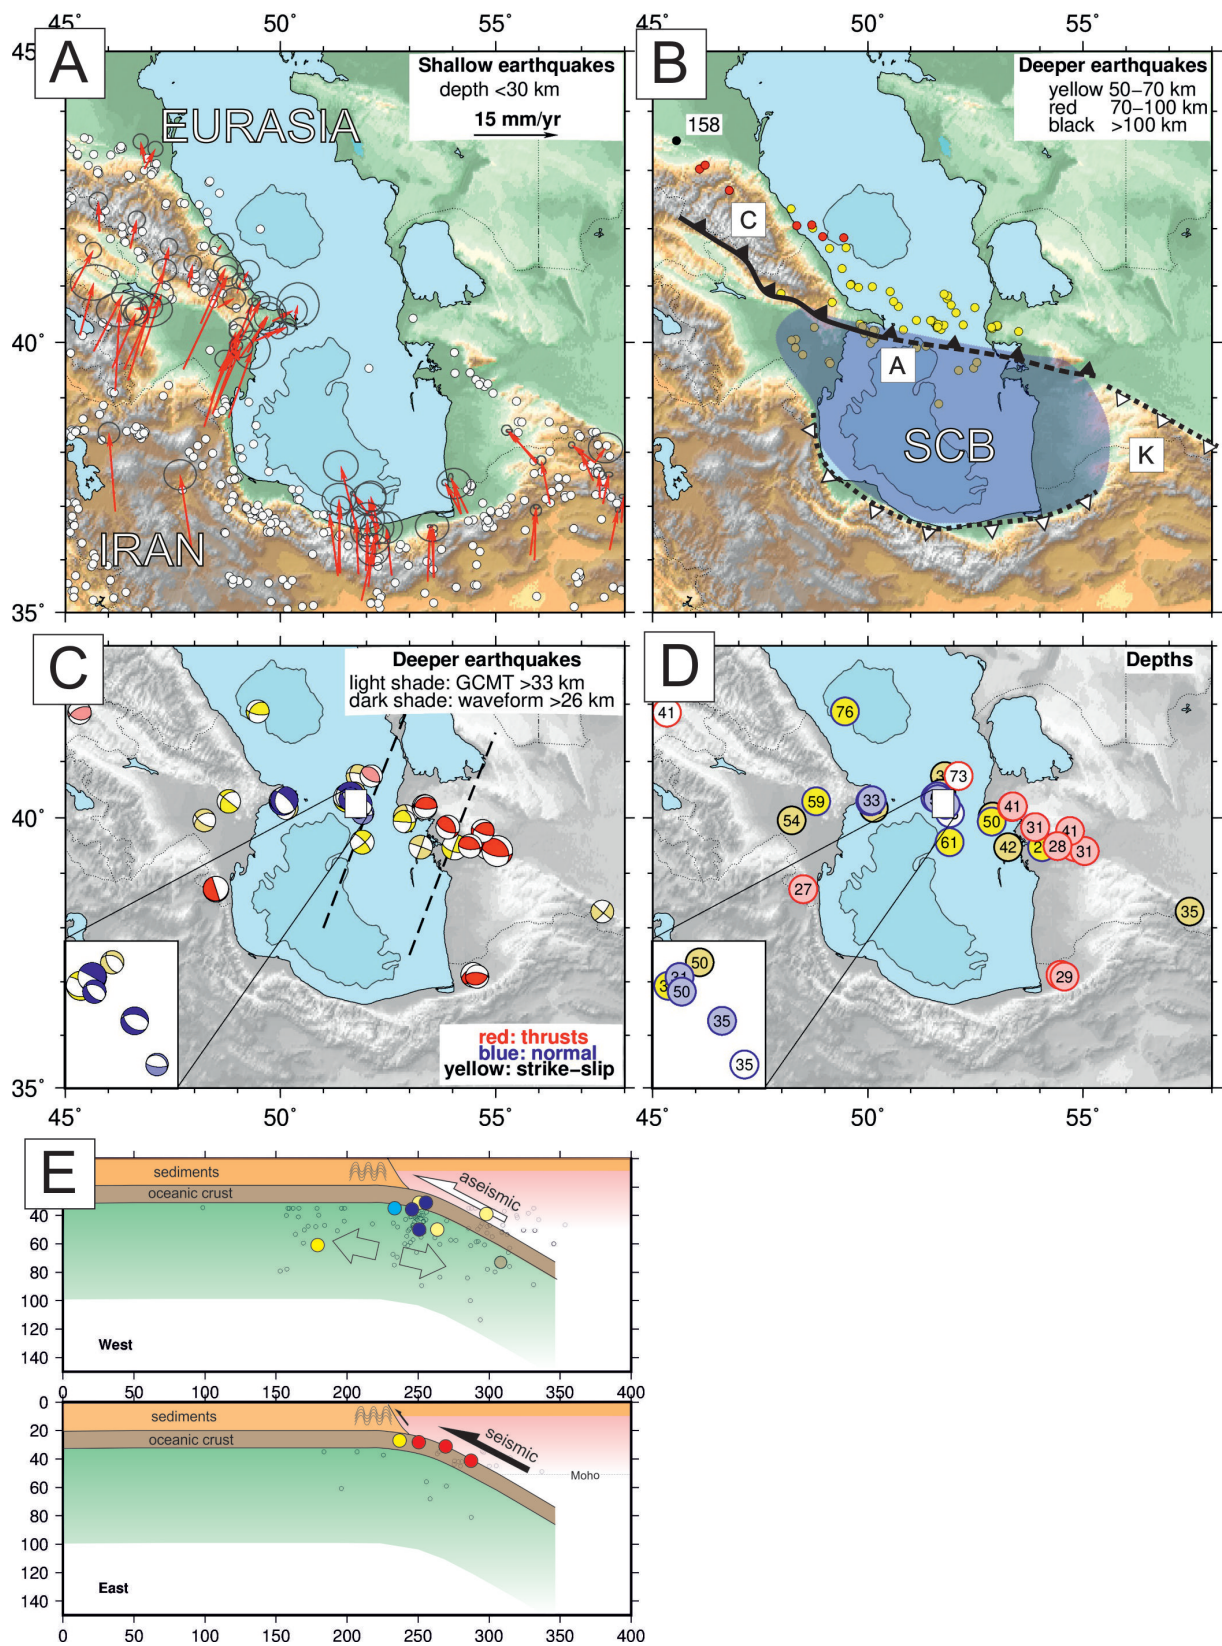 50° 55° 50° 55°
45° 45°
A
Shallow earthquakes
depth <30 km
15 mm/yr
EURASIA
40°
IRAN
35°
B
Deeper earthquakes
yellow 50–70 km
red 70–100 km
black >100 km
158
C
A
SCB
K
C
Deeper earthquakes
light shade: GCMT >33 km
dark shade: waveform >26 km
40°
red: thrusts
blue: normal
yellow: strike–slip
35°
45° 50° 55°
D
Depths
41
76
73
59
33
54
50
61
42
41
31
41
28
31
27
35
29
50
31
50
35
35
45° 50° 55°
E
sediments
oceanic crust
aseismic
40
60
80
100
120
140
West
0 50 100 150 200 250 300 350 400
0
20
40
60
80
100
120
140
sediments
oceanic crust
seismic
Moho
East
0 50 100 150 200 250 300 350 400